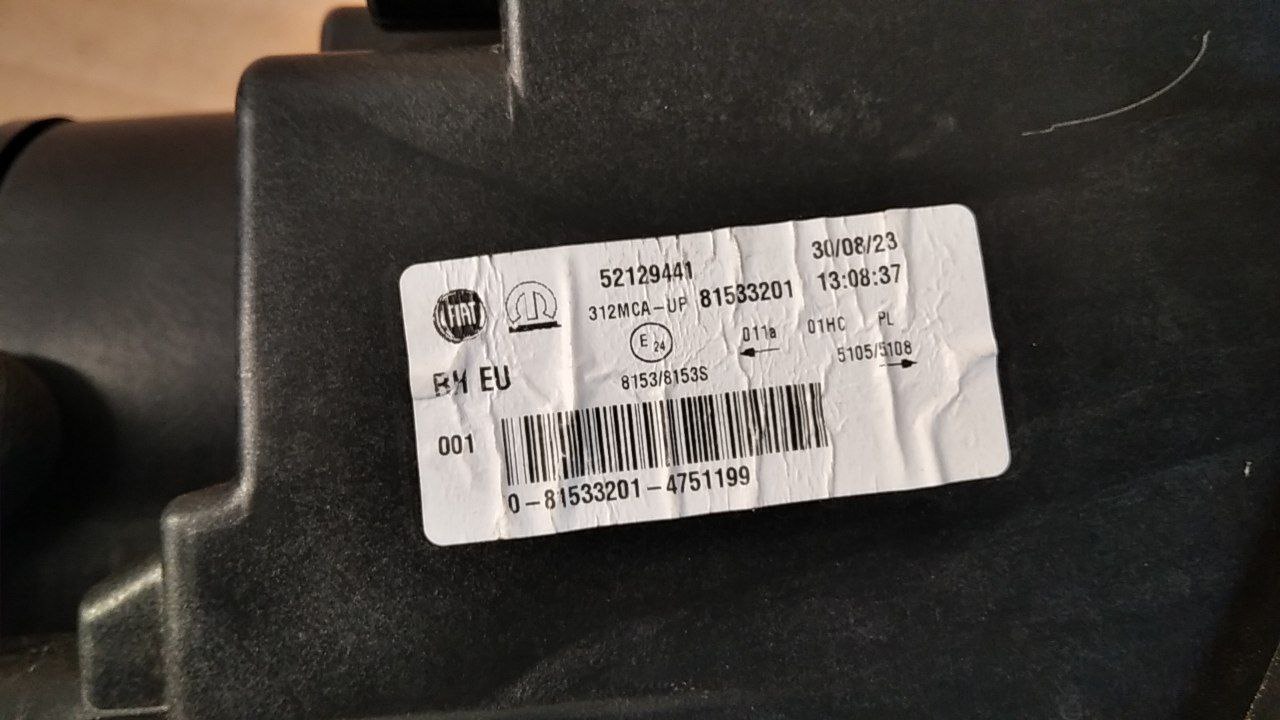 52129441
30/08/23
FIAT
312MCA-UP 81533201
13:08:37
E 24
011a
01HC PL
5105/5108
EU
8153/8153S
001
0-81533201-4751199